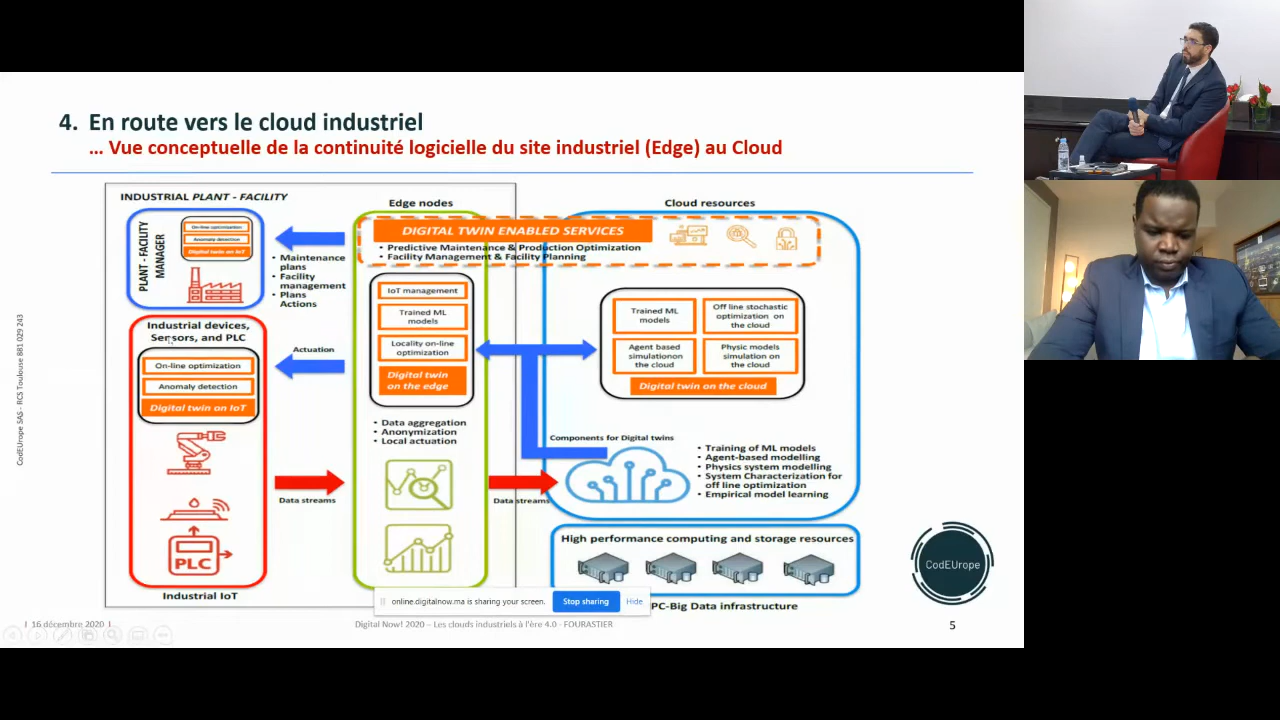 4. En route vers le cloud industriel
… Vue conceptuelle de la continuité logicielle du site industriel (Edge) au Cloud
INDUSTRIAL PLANT - FACILITY
PLANT - FACILITY
MANAGER
On-line optimization
Anomaly detection
Digital twin on IoT
• Maintenance
plans
• Facility
management
• Plans
Actions
Industrial devices,
Sensors, and PLC
On-line optimization
Anomaly detection
Digital twin an IoT
Actuation
PLC
Industrial IoT
Data streams
Edge nodes
DIGITAL TWIN ENABLED SERVICES
• Predictive Maintenance & Production Optimization
• Facility Management & Facility Planning
IoT management
Trained ML
models
Locality on-line
optimization
Digital twin
on the edge
• Data aggregation
• Anonymization
• Local actuation
Data streams
Cloud resources
Trained ML
models
Off line stochastic
optimization on
the cloud
Agent based
simulationon
the cloud
Physic models
simulation on
the cloud
Digital twin on the cloud
Components for Digital twins
• Training of ML models
• Agent-based modelling
• Physics system modelling
• System Characterization for
off line optimization
• Empirical model learning
High performance computing and storage resources
PC-Big Data infrastructure
CodEUrope
CodEUrope SAS - RCS Toulouse 881 029 243
online.digitalnow.ma is sharing your screen.
Stop sharing
Hide
I 16 décembre 2020 I
Digital Now! 2020 – Les clouds industriels à l'ère 4.0 - FOURASTIER
5